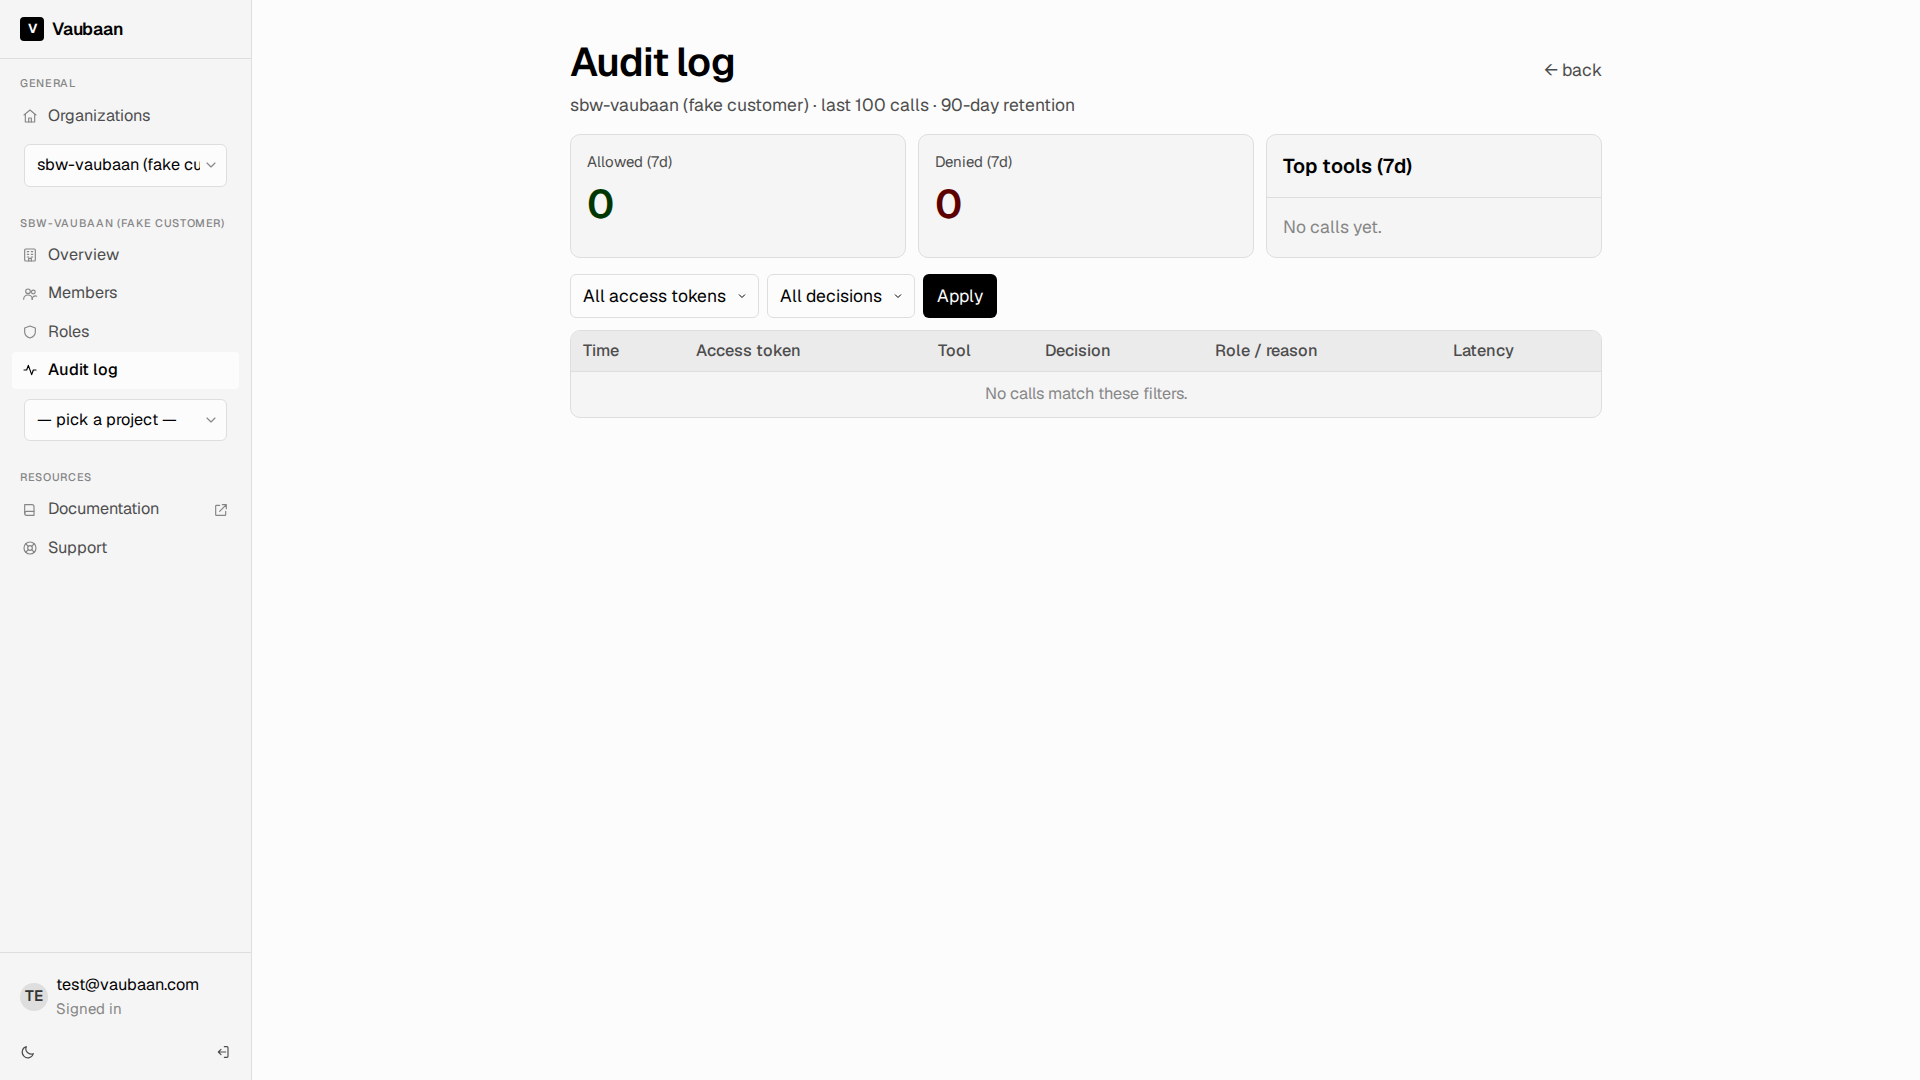 V Vaubaan
GENERAL
Organizations
sbw-vaubaan (fake cu
SBW-VAUBAAN (FAKE CUSTOMER)
Overview
Members
Roles
Audit log
— pick a project —
RESOURCES
Documentation
Support
TE
test@vaubaan.com
Signed in
Audit log
← back
sbw-vaubaan (fake customer) · last 100 calls · 90-day retention
Allowed (7d)
0
Denied (7d)
0
Top tools (7d)
No calls yet.
All access tokens
All decisions
Apply
Time Access token Tool Decision Role / reason Latency
No calls match these filters.